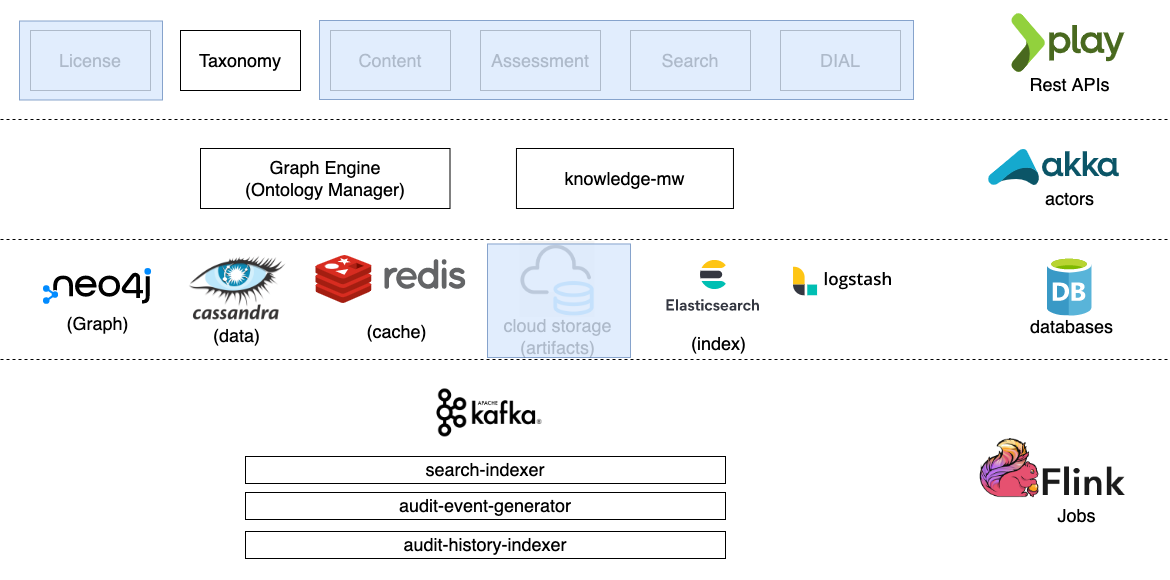 License
Taxonomy
Content
Assessment
Search
DIAL
play
Rest APIs
Graph Engine
(Ontology Manager)
knowledge-mw
akka
actors
neo4j
(Graph)
cassandra
(data)
redis
(cache)
cloud storage
(artifacts)
Elasticsearch
(index)
logstash
DB
databases
APACHE
kafka®
search-indexer
audit-event-generator
audit-history-indexer
Flink
Jobs